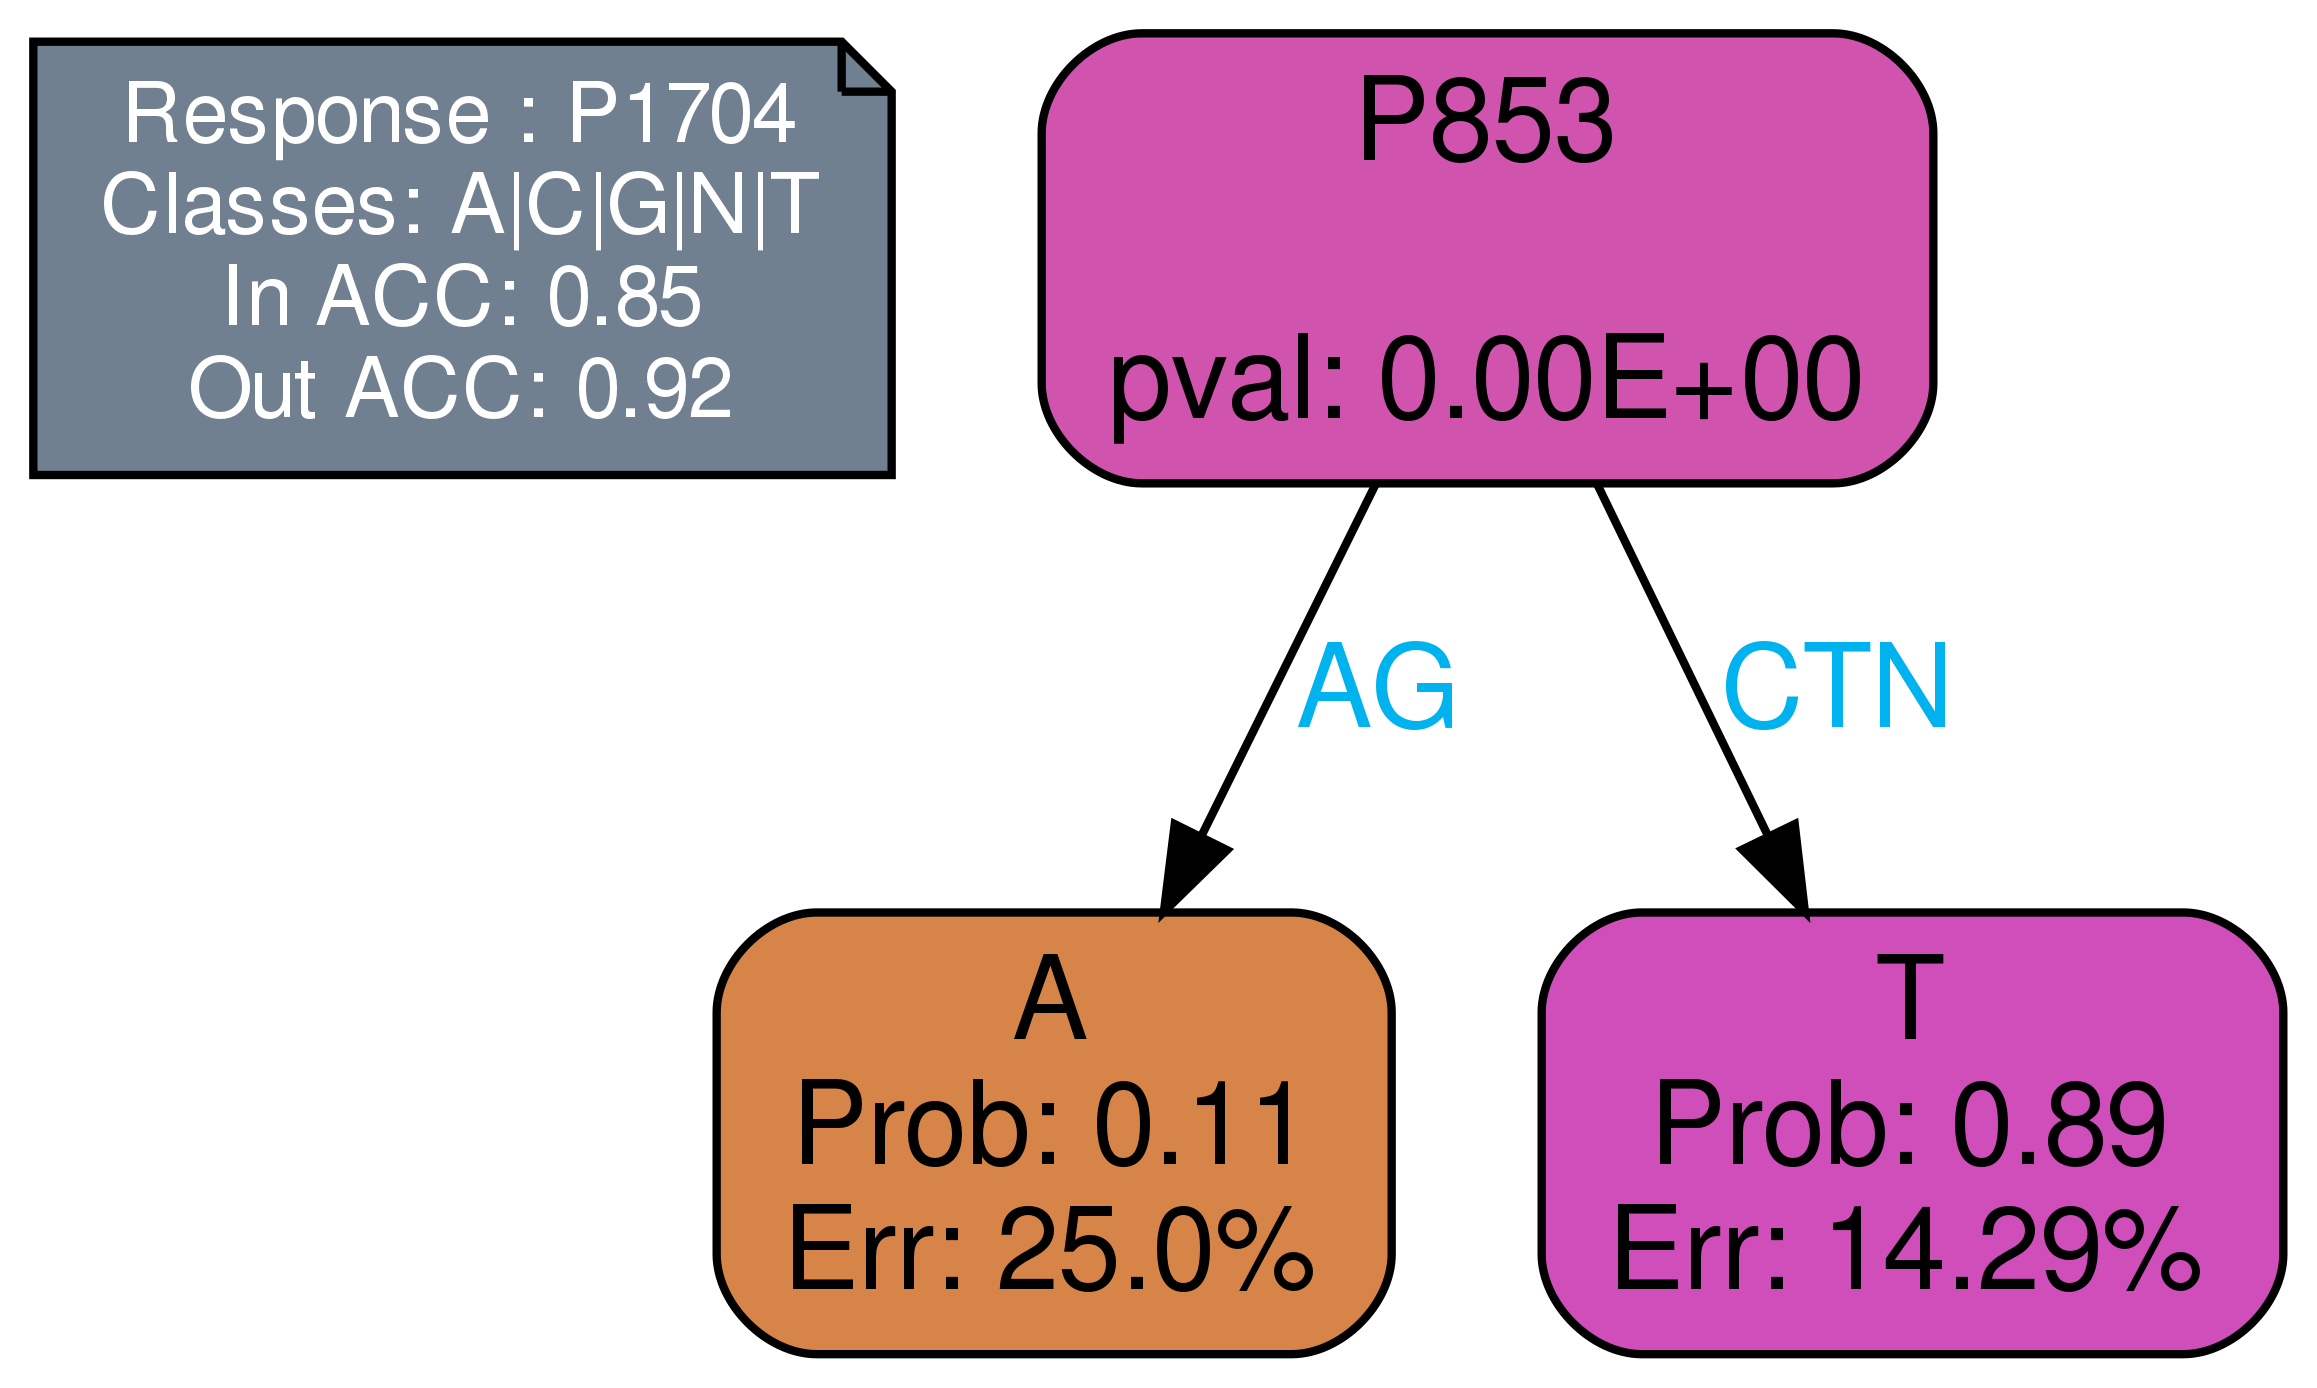 Response : P1704
Classes: A|C|G|N|T
In ACC: 0.85
Out ACC: 0.92
P853
pval: 0.00E+00
AG
CTN
A
Prob: 0.11
Err: 25.0%
T
Prob: 0.89
Err: 14.29%